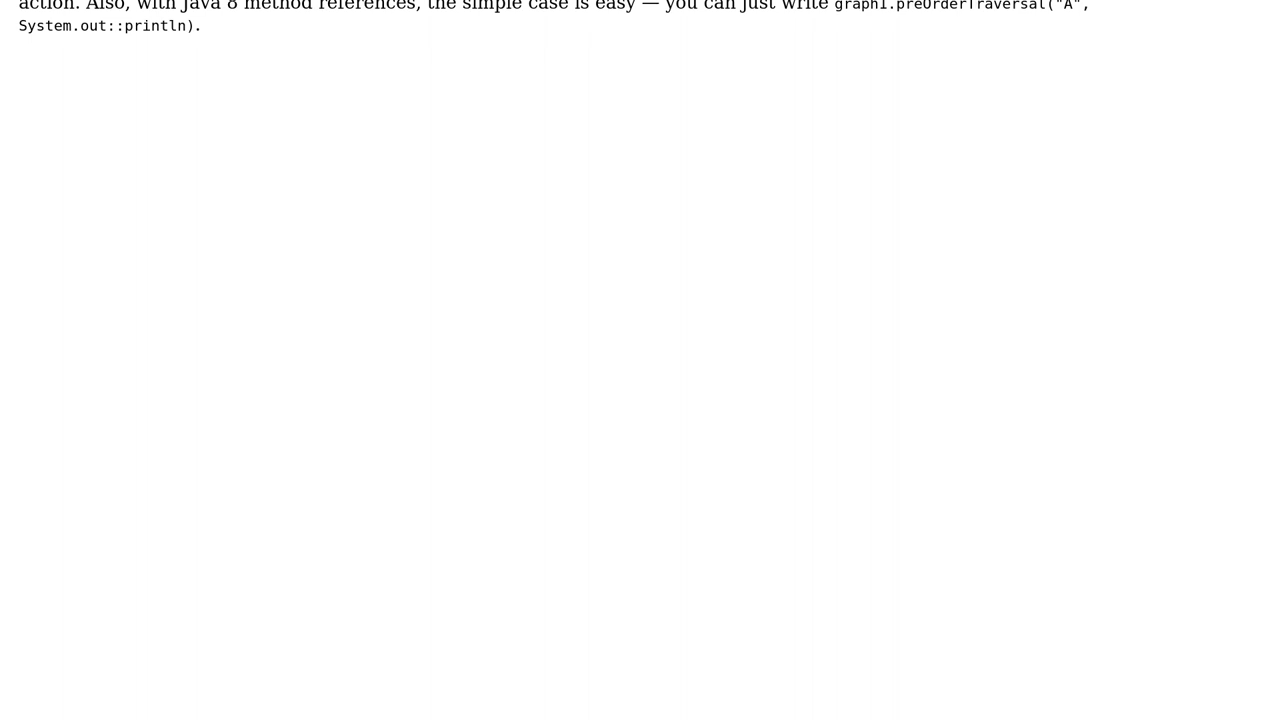 action. Also, with Java 8 method references, the simple case is easy — you can just write graph1.preOrderTraversal("A",
System.out::println).